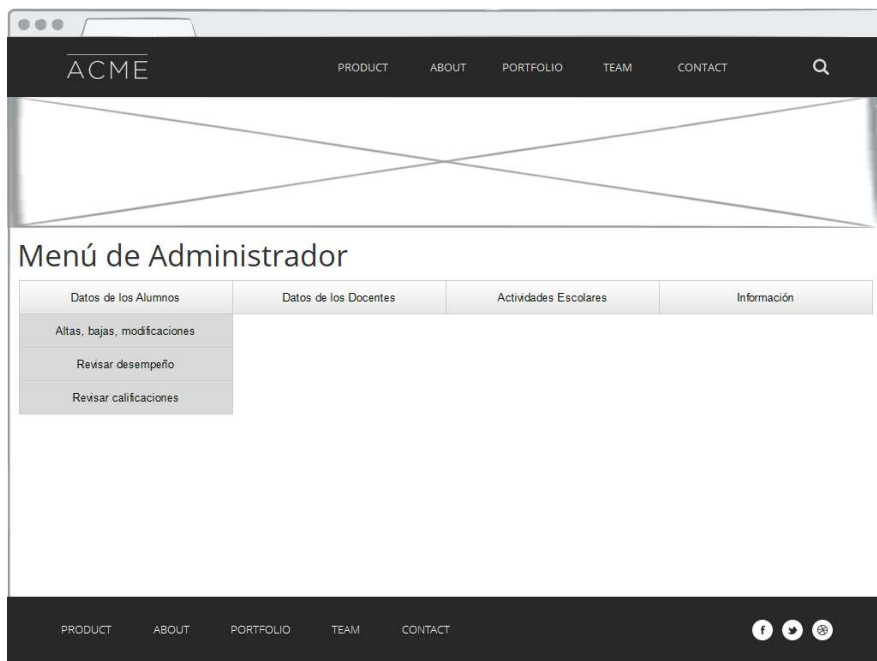 ACME PRODUCT ABOUT PORTFOLIO TEAM CONTACT
Menú de Administrador
Datos de los Alumnos Datos de los Docentes Actividades Escolares Información
Altas, bajas, modificaciones
Revisar desempeño
Revisar calificaciones
PRODUCT ABOUT PORTFOLIO TEAM CONTACT